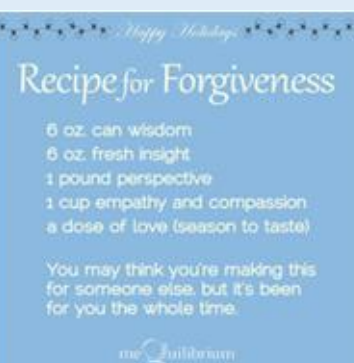 Happy Holidays
Recipe for Forgiveness
6 oz. can wisdom
6 oz. fresh insight
1 pound perspective
1 cup empathy and compassion
a dose of love (season to taste)
You may think you're making this
for someone else, but it's been
for you the whole time.
meQuilibrium